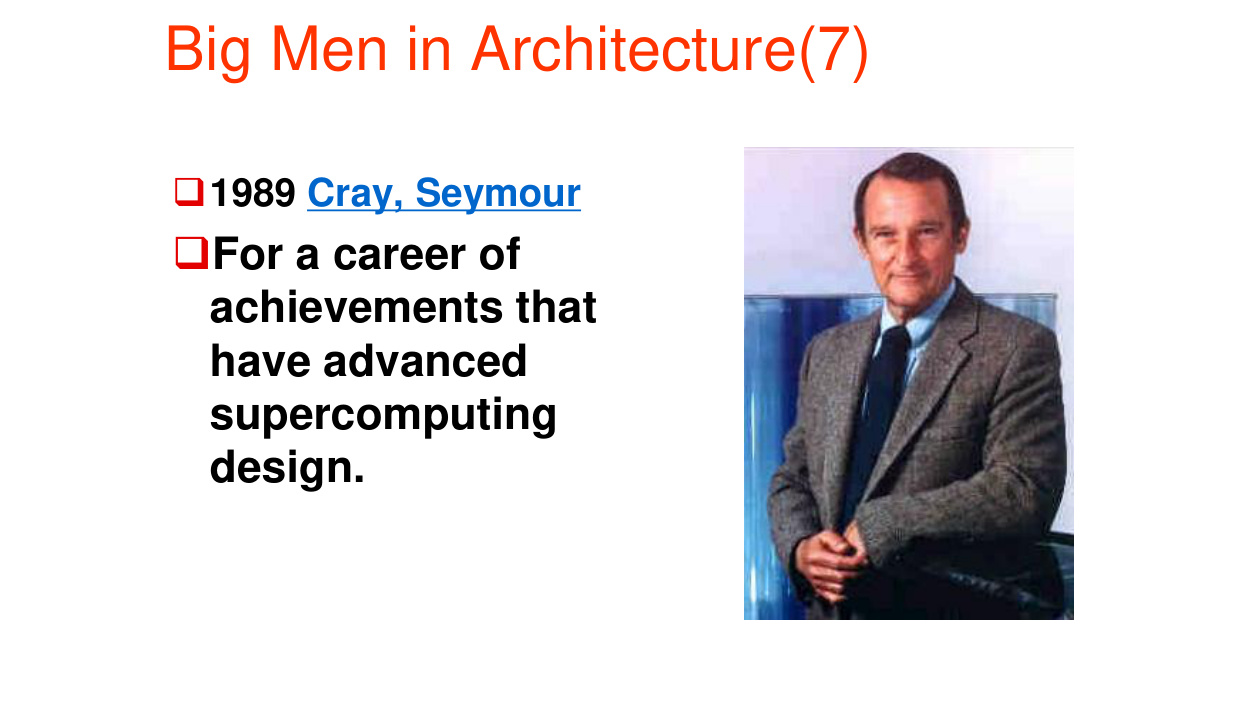 Big Men in Architecture(7)
❑1989 Cray, Seymour
❑For a career of
achievements that
have advanced
supercomputing
design.